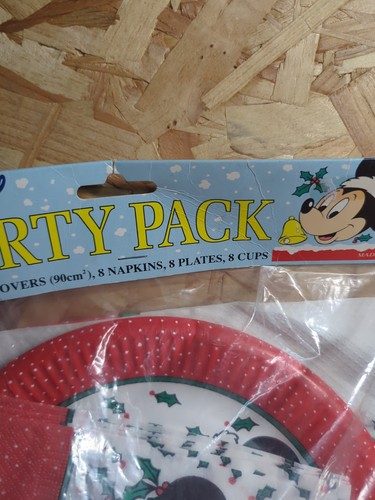 RTY PACK
OVERS (90cm²), 8 NAPKINS, 8 PLATES, 8 CUPS